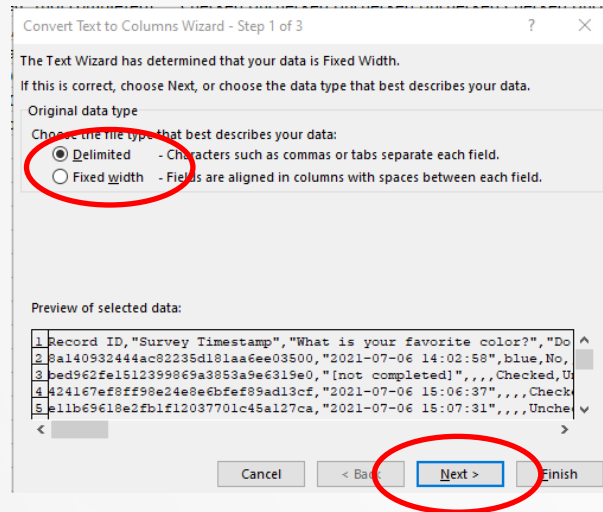 Convert Text to Columns Wizard - Step 1 of 3 ? ×
The Text Wizard has determined that your data is Fixed Width.
If this is correct, choose Next, or choose the data type that best describes your data.
Original data type
Choose the file type that best describes your data:
Delimited - Characters such as commas or tabs separate each field.
Fixed width - Fields are aligned in columns with spaces between each field.
Preview of selected data:
1 Record ID,"Survey Timestamp","What is your favorite color?","Do
2 8a140932444ac82235d181aa6ee03500,"2021-07-06 14:02:58",blue,No,
3 bed962fe1512399869a3853a9e6319e0,"[not completed]",,,,Checked,Un
4 424167ef8ff98e24e8e6bfef89ad13cf,"2021-07-06 15:06:37",,,,Check
5 e11b69618e2fb1f12037701c45a127ca,"2021-07-06 15:07:31",,,,Unche
Cancel < Back Next > Finish